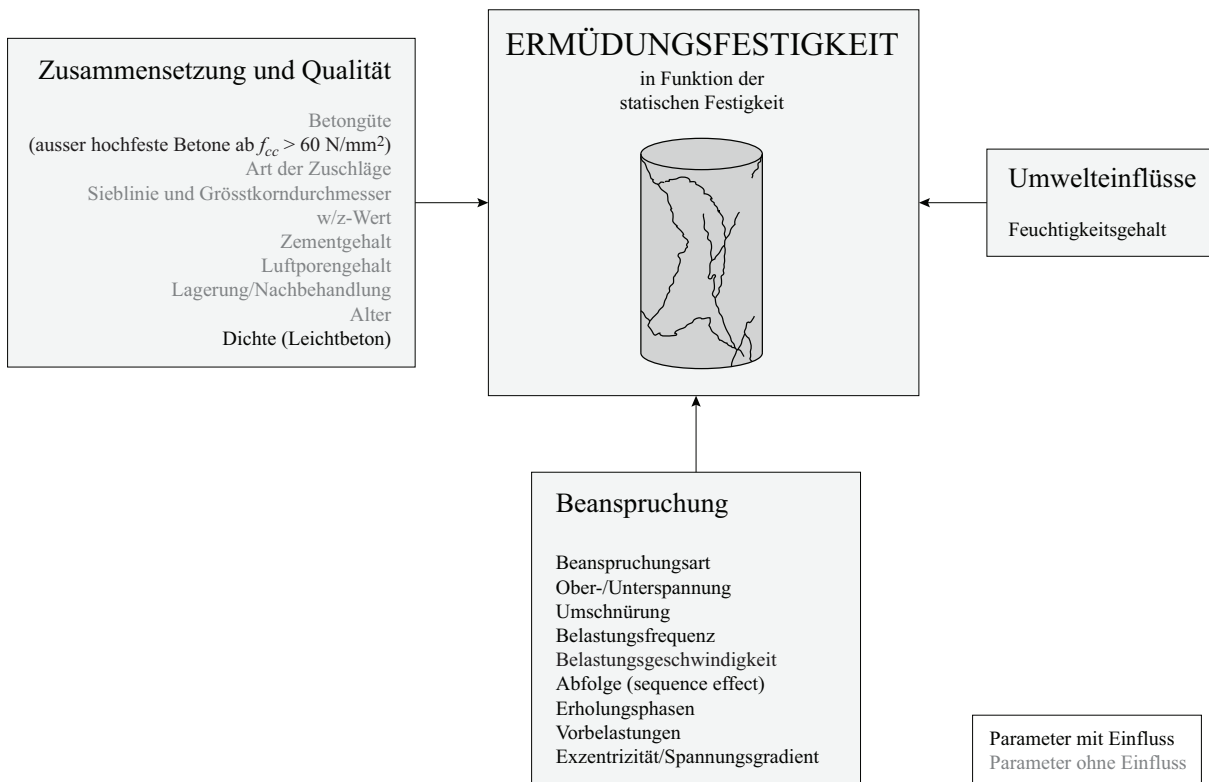 Zusammensetzung und Qualität
Betongüte
(ausser hochfeste Betone ab f_cc > 60 N/mm²)
Art der Zuschläge
Sieblinie und Grösstkorndurchmesser
w/z-Wert
Zementgehalt
Luftporengehalt
Lagerung/Nachbehandlung
Alter
Dichte (Leichtbeton)
ERMÜDUNGSFESTIGKEIT
in Funktion der
statischen Festigkeit
Umwelteinflüsse
Feuchtigkeitsgehalt
Beanspruchung
Beanspruchungsart
Ober-/Unterspannung
Umschnürung
Belastungsfrequenz
Belastungsgeschwindigkeit
Abfolge (sequence effect)
Erholungsphasen
Vorbelastungen
Exzentrizität/Spannungsgradient
Parameter mit Einfluss
Parameter ohne Einfluss